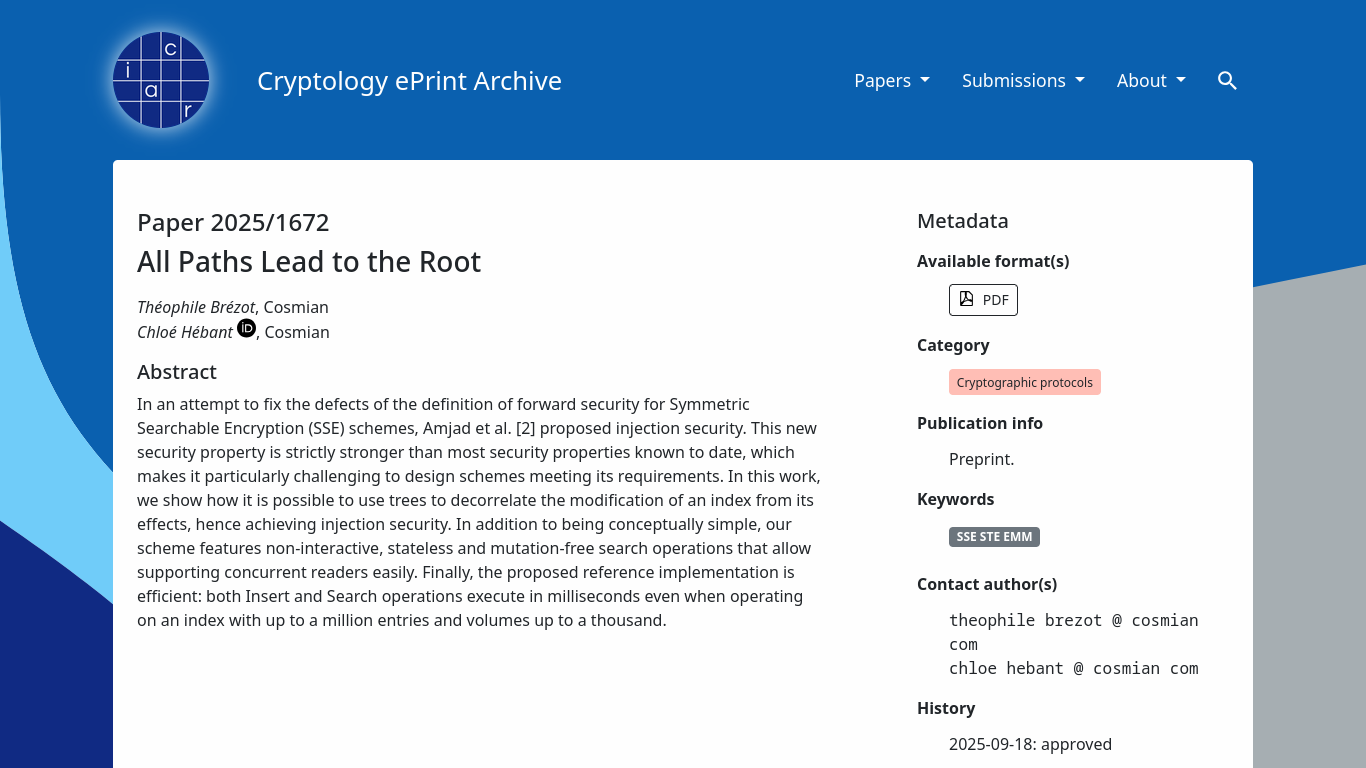 i c a r
Cryptology ePrint Archive
Papers
Submissions
About
Paper 2025/1672
All Paths Lead to the Root
Théophile Brézot, Cosmian
Chloé Hébant iD, Cosmian
Abstract
In an attempt to fix the defects of the definition of forward security for Symmetric
Searchable Encryption (SSE) schemes, Amjad et al. [2] proposed injection security. This new
security property is strictly stronger than most security properties known to date, which
makes it particularly challenging to design schemes meeting its requirements. In this work,
we show how it is possible to use trees to decorrelate the modification of an index from its
effects, hence achieving injection security. In addition to being conceptually simple, our
scheme features non-interactive, stateless and mutation-free search operations that allow
supporting concurrent readers easily. Finally, the proposed reference implementation is
efficient: both Insert and Search operations execute in milliseconds even when operating
on an index with up to a million entries and volumes up to a thousand.
Metadata
Available format(s)
PDF
Category
Cryptographic protocols
Publication info
Preprint.
Keywords
SSE STE EMM
Contact author(s)
theophile brezot @ cosmian
com
chloe hebant @ cosmian com
History
2025-09-18: approved